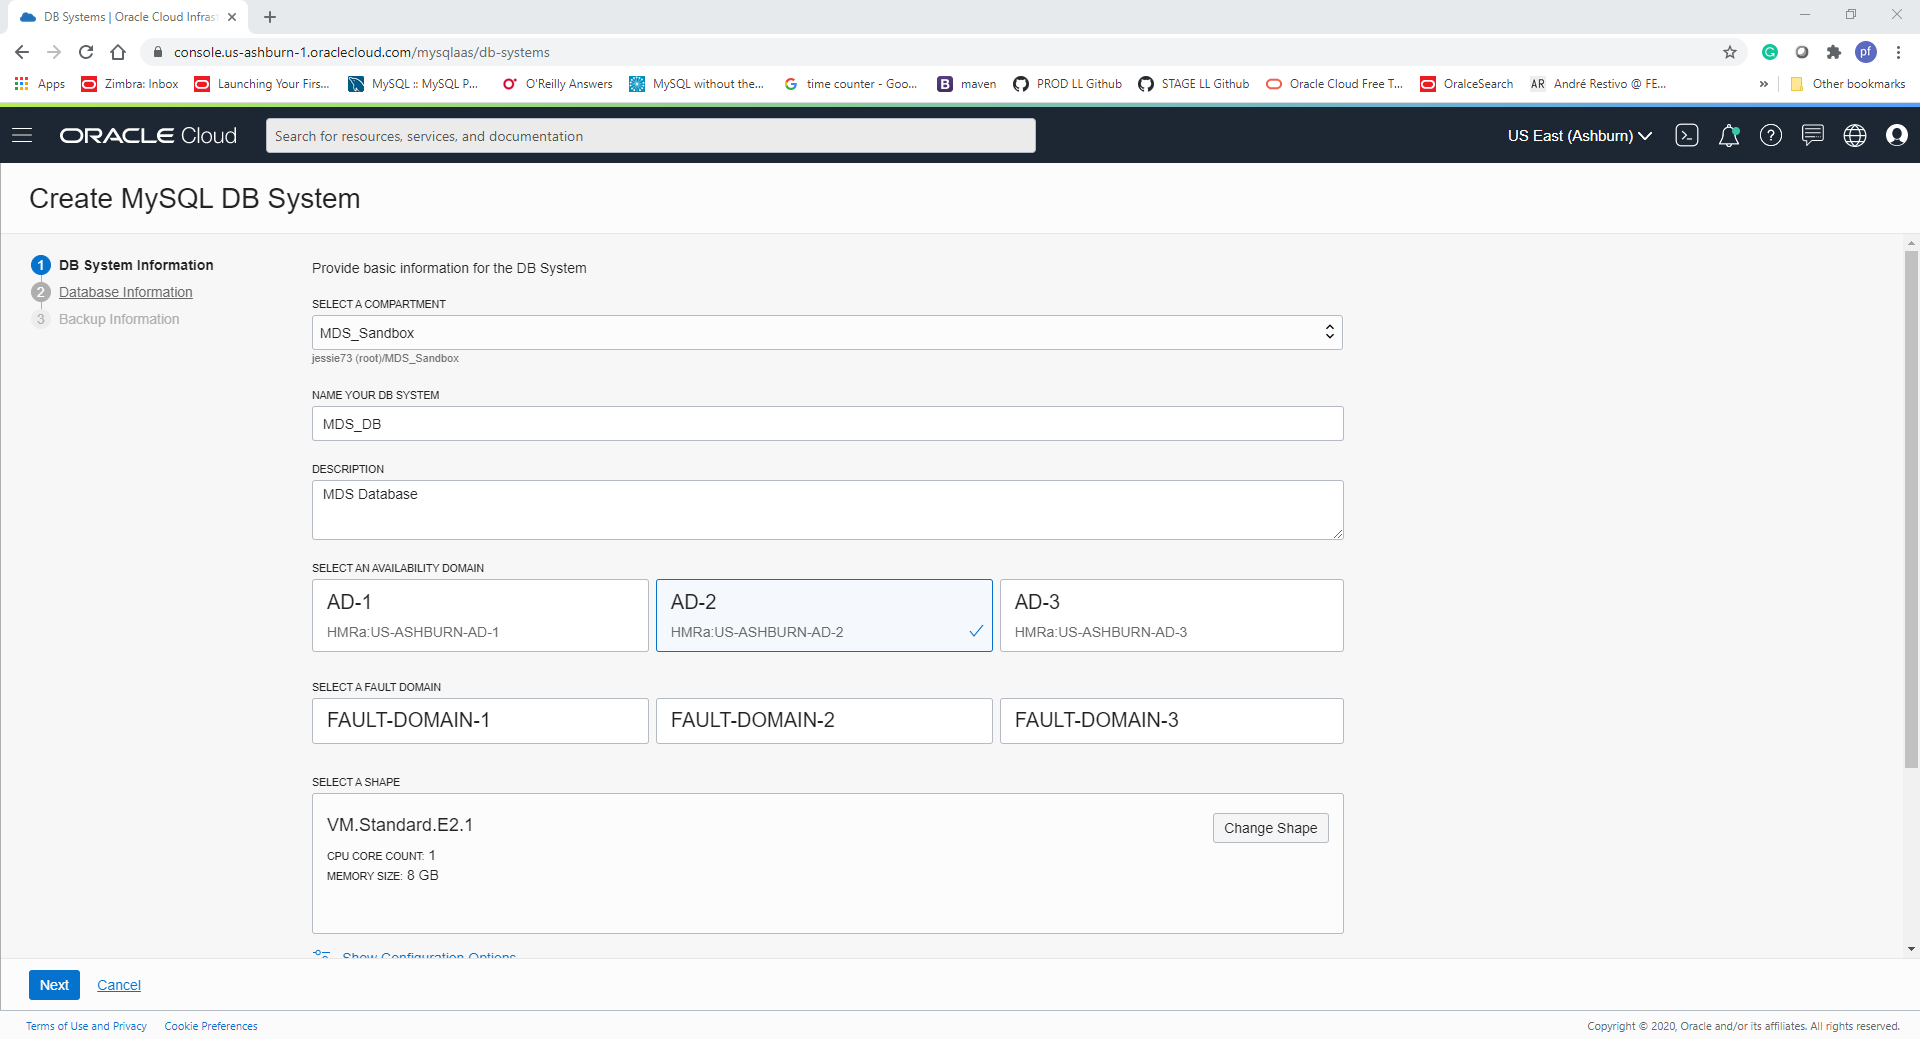 DB Systems | Oracle Cloud Infras
console.us-ashburn-1.oraclecloud.com/mysqlaas/db-systems
pf
Apps Zimbra: Inbox Launching Your Firs... MySQL :: MySQL P... O'Reilly Answers MySQL without the... G time counter - Goo... B maven PROD LL Github STAGE LL Github Oracle Cloud Free T... OralceSearch AR André Restivo @ FE... » Other bookmarks
ORACLE Cloud Search for resources, services, and documentation US East (Ashburn)
Create MySQL DB System
1 DB System Information
2 Database Information
3 Backup Information
Provide basic information for the DB System
SELECT A COMPARTMENT
MDS_Sandbox
jessie73 (root)/MDS_Sandbox
NAME YOUR DB SYSTEM
MDS_DB
DESCRIPTION
MDS Database
SELECT AN AVAILABILITY DOMAIN
AD-1 AD-2 AD-3
HMRa:US-ASHBURN-AD-1 HMRa:US-ASHBURN-AD-2 HMRa:US-ASHBURN-AD-3
SELECT A FAULT DOMAIN
FAULT-DOMAIN-1 FAULT-DOMAIN-2 FAULT-DOMAIN-3
SELECT A SHAPE
VM.Standard.E2.1
Change Shape
CPU CORE COUNT: 1
MEMORY SIZE: 8 GB
Show Configuration Options
Next Cancel
Terms of Use and Privacy Cookie Preferences Copyright © 2020, Oracle and/or its affiliates. All rights reserved.